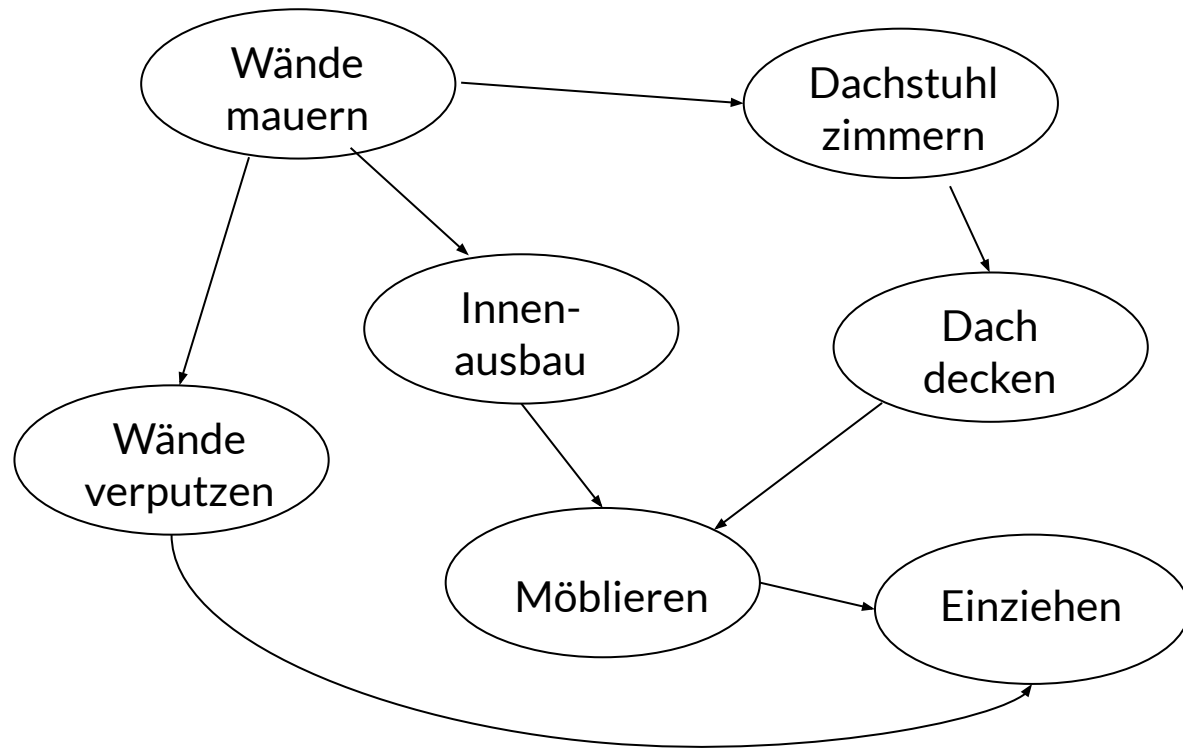 Wände
mauern
Dachstuhl
zimmern
Innen-
ausbau
Dach
decken
Wände
verputzen
Möblieren
Einziehen